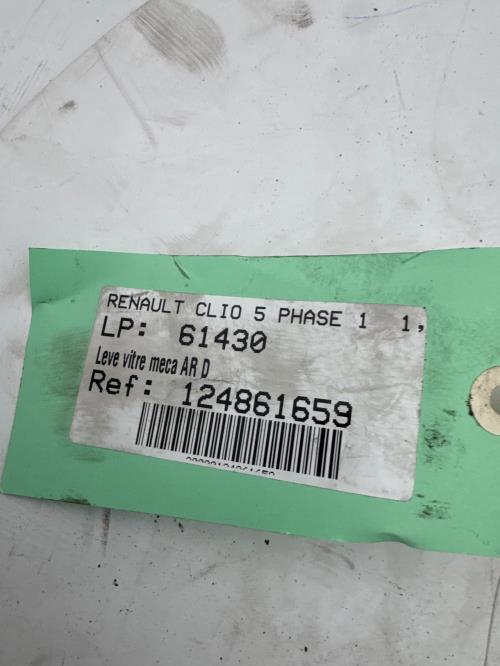 RENAULT CLIO 5 PHASE 1 1,
LP: 61430
Leve vitre meca AR D
Ref: 124861659